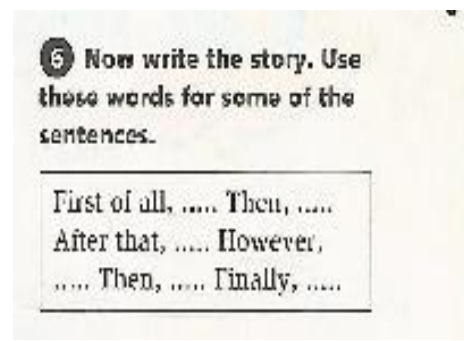 6 Now write the story. Use
these words for some of the
sentences.
First of all, ..... Then, .....
After that, ..... However,
..... Then, ..... Finally, .....